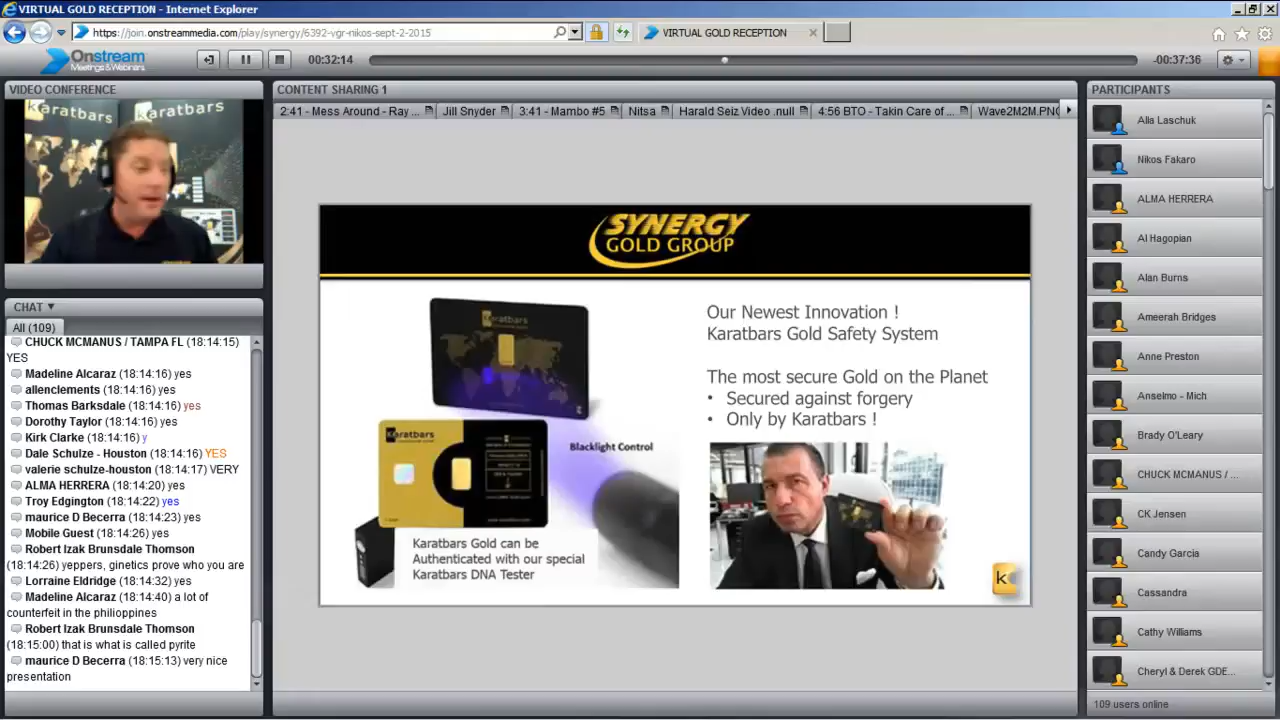 VIRTUAL GOLD RECEPTION - Internet Explorer
https://join.onstreammedia.com/play/synergy/6392-vgr-nikos-sept-2-2015
VIRTUAL GOLD RECEPTION
Onstream
Meetings & Webinars
00:32:14
-00:37:36
VIDEO CONFERENCE
karatbars
karatbars
CHAT
All (109)
CHUCK MCMANUS / TAMPA FL (18:14:15)
YES
Madeline Alcaraz (18:14:16) yes
allenclements (18:14:16) yes
Thomas Barksdale (18:14:16) yes
Dorothy Taylor (18:14:16) yes
Kirk Clarke (18:14:16) y
Dale Schulze - Houston (18:14:16) YES
valerie schulze-houston (18:14:17) VERY
ALMA HERRERA (18:14:20) yes
Troy Edgington (18:14:22) yes
maurice D Becerra (18:14:23) yes
Mobile Guest (18:14:26) yes
Robert Izak Brunsdale Thomson
(18:14:26) yeppers, ginetics prove who you are
Lorraine Eldridge (18:14:32) yes
Madeline Alcaraz (18:14:40) a lot of
counterfeit in the philioppines
Robert Izak Brunsdale Thomson
(18:15:00) that is what is called pyrite
maurice D Becerra (18:15:13) very nice
presentation
CONTENT SHARING 1
2:41 - Mess Around - Ray ...
Jill Snyder
3:41 - Mambo #5
Nitsa
Harald Seiz Video .null
4:56 BTO - Takin Care of ...
Wave2M2M.PNG
SYNERGY
GOLD GROUP
Karatbars
Our Newest Innovation !
Karatbars Gold Safety System
The most secure Gold on the Planet
• Secured against forgery
• Only by Karatbars !
Karatbars
Blacklight Control
Karatbars Gold can be
Authenticated with our special
Karatbars DNA Tester
K
PARTICIPANTS
Alla Laschuk
Nikos Fakaro
ALMA HERRERA
Al Hagopian
Alan Burns
Ameerah Bridges
Anne Preston
Anselmo - Mich
Brady O'Leary
CHUCK MCMANUS / ...
CK Jensen
Candy Garcia
Cassandra
Cathy Williams
Cheryl & Derek GDE...
109 users online